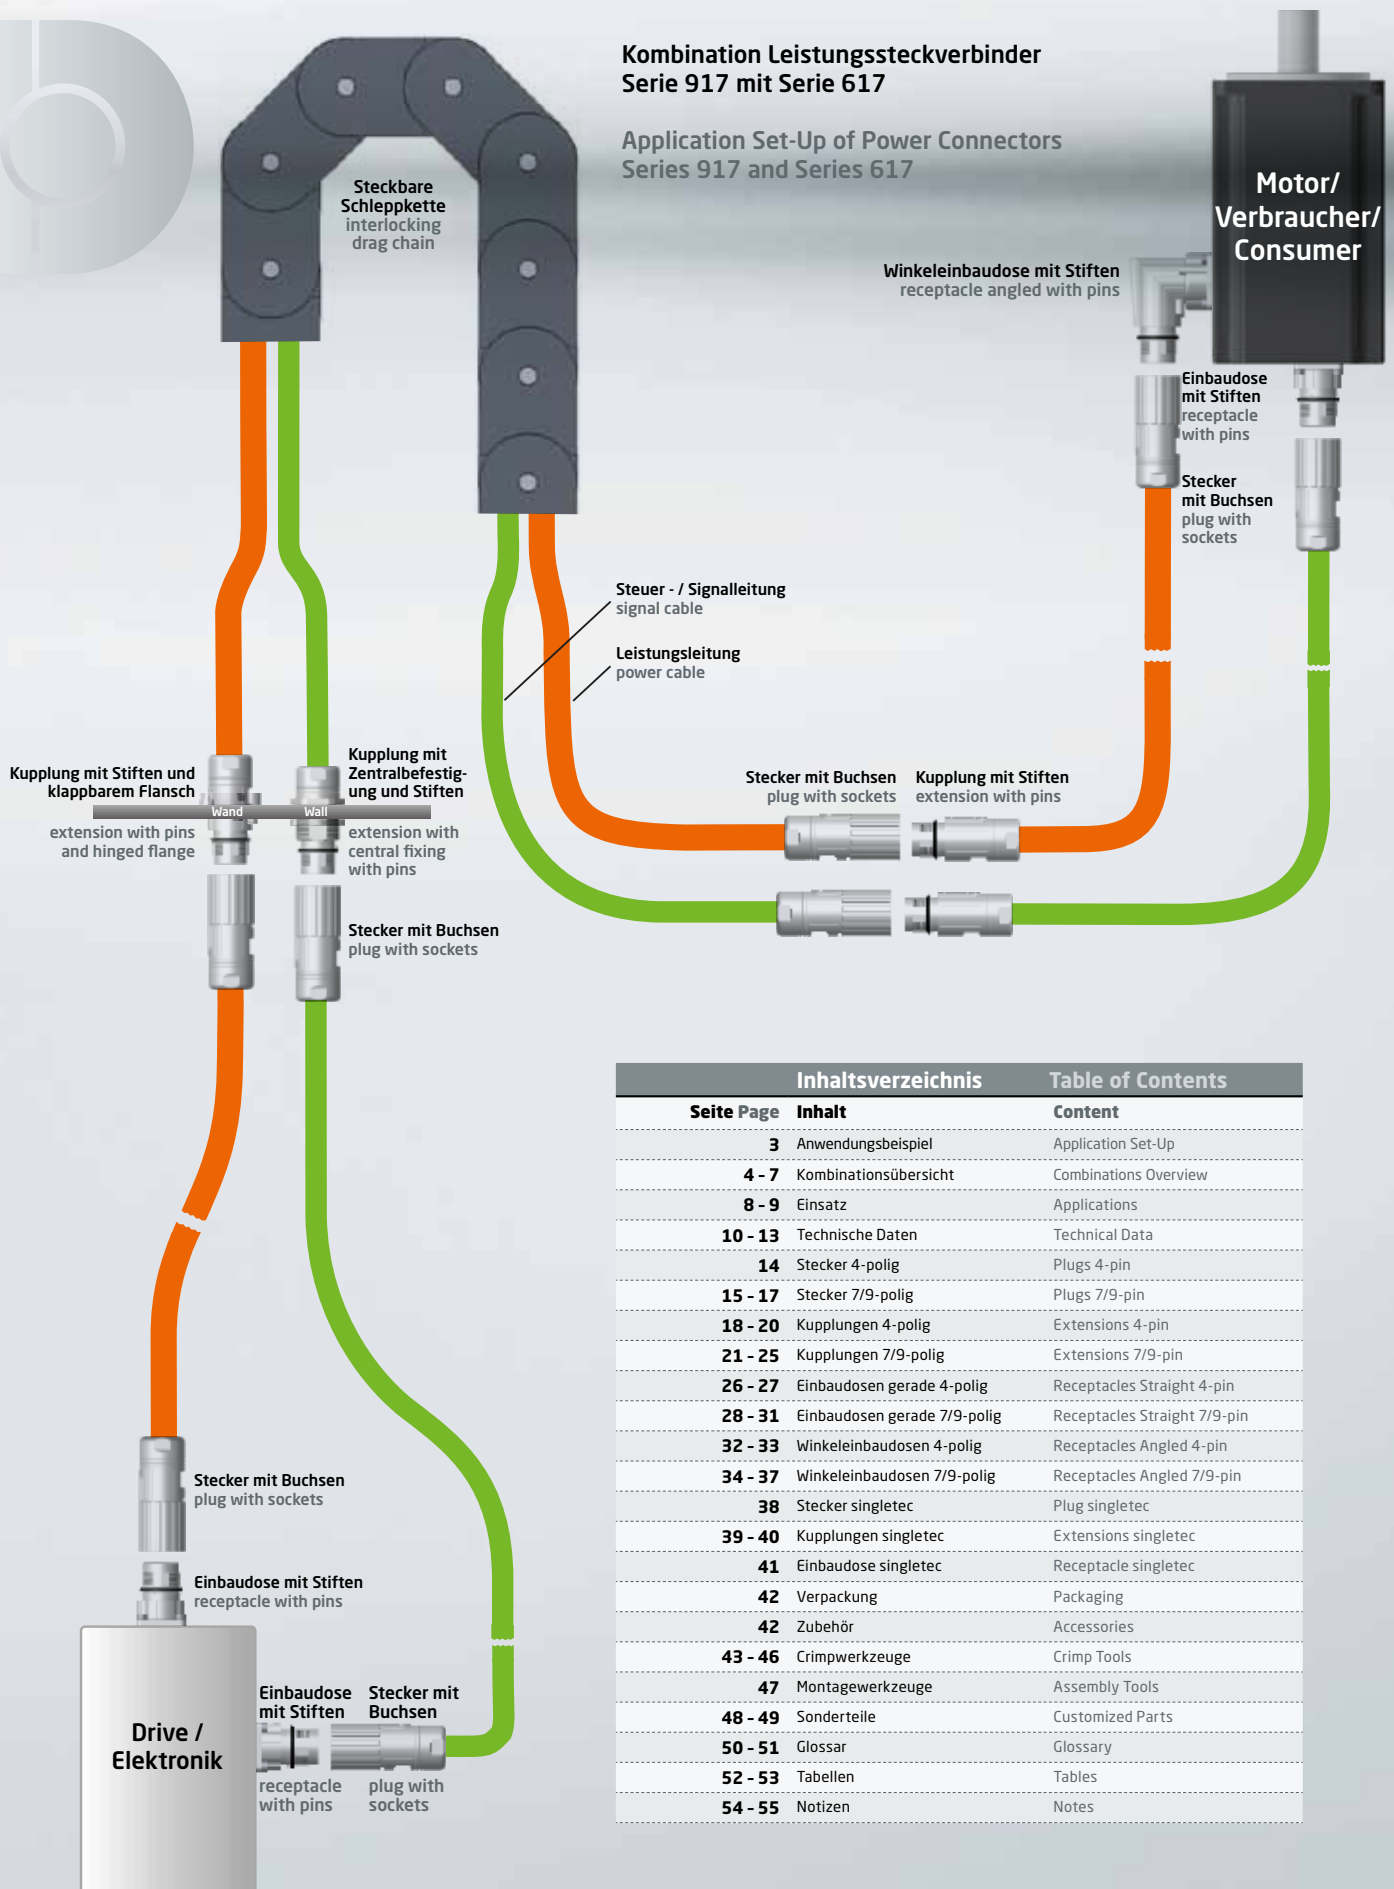 Kombination Leistungssteckverbinder
Serie 917 mit Serie 617
Application Set-Up of Power Connectors
Series 917 and Series 617
Motor/
Verbraucher/
Consumer
Steckbare
Schleppkette
interlocking
drag chain
Winkeleinbaudose mit Stiften
receptacle angled with pins
Einbaudose
mit Stiften
receptacle
with pins
Stecker
mit Buchsen
plug with
sockets
Steuer - / Signalleitung
signal cable
Leistungsleitung
power cable
Kupplung mit Stiften und
klappbarem Flansch
extension with pins
and hinged flange
Wand
Wall
Kupplung mit
Zentralbefestig-
ung und Stiften
extension with
central fixing
with pins
Stecker mit Buchsen
plug with sockets
Kupplung mit Stiften
extension with pins
Stecker mit Buchsen
plug with sockets
Inhaltsverzeichnis Table of Contents
Seite Page Inhalt Content
3 Anwendungsbeispiel Application Set-Up
4 – 7 Kombinationsübersicht Combinations Overview
8 – 9 Einsatz Applications
10 – 13 Technische Daten Technical Data
14 Stecker 4-polig Plugs 4-pin
15 – 17 Stecker 7/9-polig Plugs 7/9-pin
18 – 20 Kupplungen 4-polig Extensions 4-pin
21 – 25 Kupplungen 7/9-polig Extensions 7/9-pin
26 – 27 Einbaudosen gerade 4-polig Receptacles Straight 4-pin
28 – 31 Einbaudosen gerade 7/9-polig Receptacles Straight 7/9-pin
32 – 33 Winkeleinbaudosen 4-polig Receptacles Angled 4-pin
34 – 37 Winkeleinbaudosen 7/9-polig Receptacles Angled 7/9-pin
38 Stecker singletec Plug singletec
39 – 40 Kupplungen singletec Extensions singletec
41 Einbaudose singletec Receptacle singletec
42 Verpackung Packaging
42 Zubehör Accessories
43 – 46 Crimpwerkzeuge Crimp Tools
47 Montagewerkzeuge Assembly Tools
48 – 49 Sonderteile Customized Parts
50 – 51 Glossar Glossary
52 – 53 Tabellen Tables
54 – 55 Notizen Notes
Stecker mit Buchsen
plug with sockets
Einbaudose mit Stiften
receptacle with pins
Drive /
Elektronik
Einbaudose
mit Stiften
receptacle
with pins
Stecker mit
Buchsen
plug with
sockets